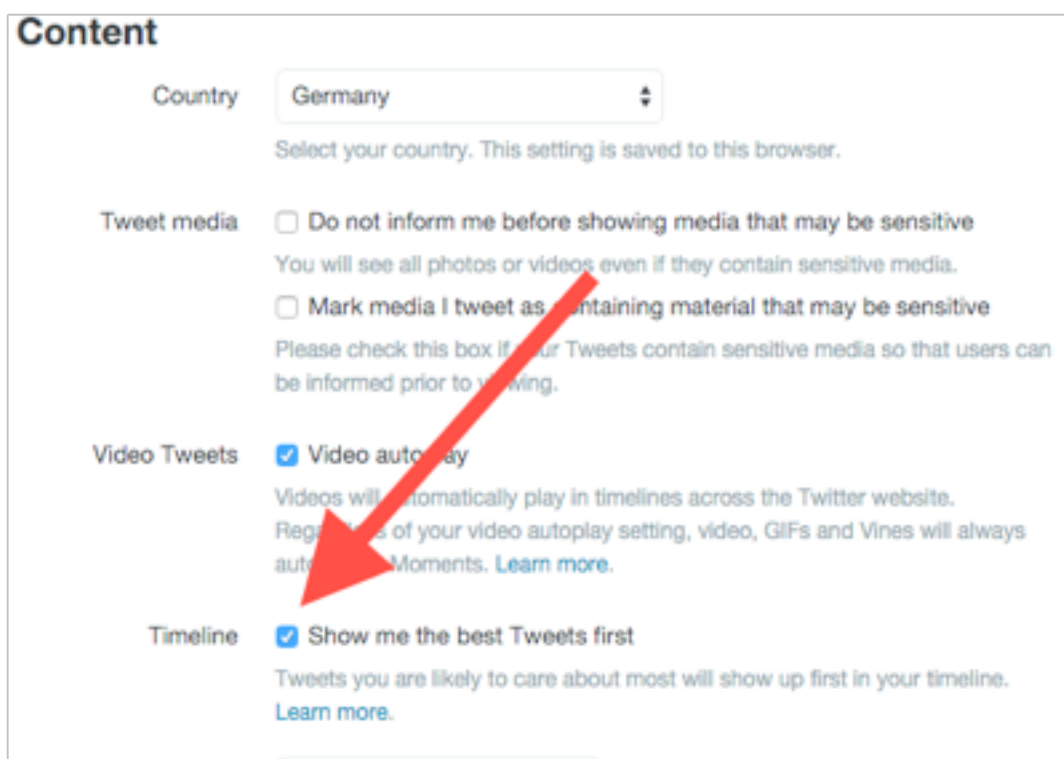 Content
Country Germany
Select your country. This setting is saved to this browser.
Tweet media Do not inform me before showing media that may be sensitive
You will see all photos or videos even if they contain sensitive media.
Mark media I tweet as containing material that may be sensitive
Please check this box if your Tweets contain sensitive media so that users can
be informed prior to viewing.
Video Tweets Video autoplay
Videos will automatically play in timelines across the Twitter website.
Regardless of your video autoplay setting, video, GIFs and Vines will always
Moments. Learn more.
Timeline Show me the best Tweets first
Tweets you are likely to care about most will show up first in your timeline.
Learn more.